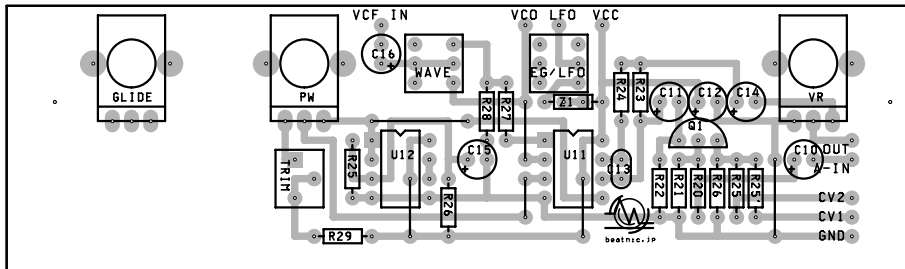 VCF IN
VCO LFO VCC
C16
WAVE
EG/LFO
GLIDE
PW
VR
R28
R27
Z1
R24
R23
C11
C12
C14
Q1
TRIM
R25
U12
C15
U11
C13
C10
OUT
A-IN
R26
R22
R21
R20
R26
R25
R25'
CV2
CV1
GND
R29
beatnic.jp